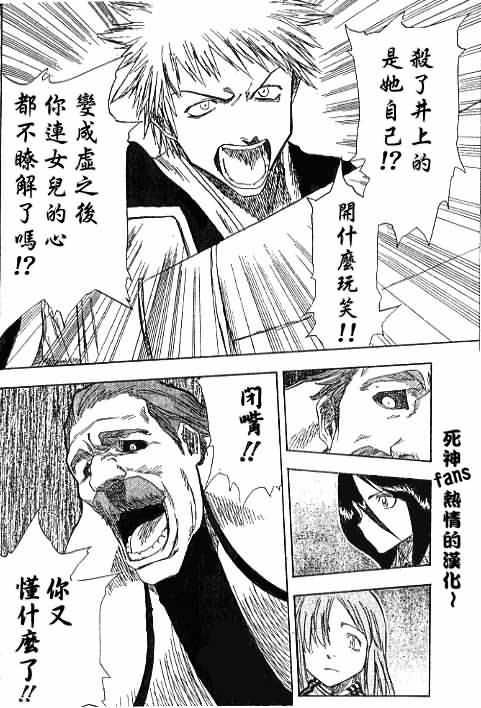 殺了井上的
是她自己!?
開什麼玩笑!!
變成虛之後
你連女兒的心
都不瞭解了嗎
!?
閉嘴!!
你又
懂什麼了!!
死神fans熱情的漢化~